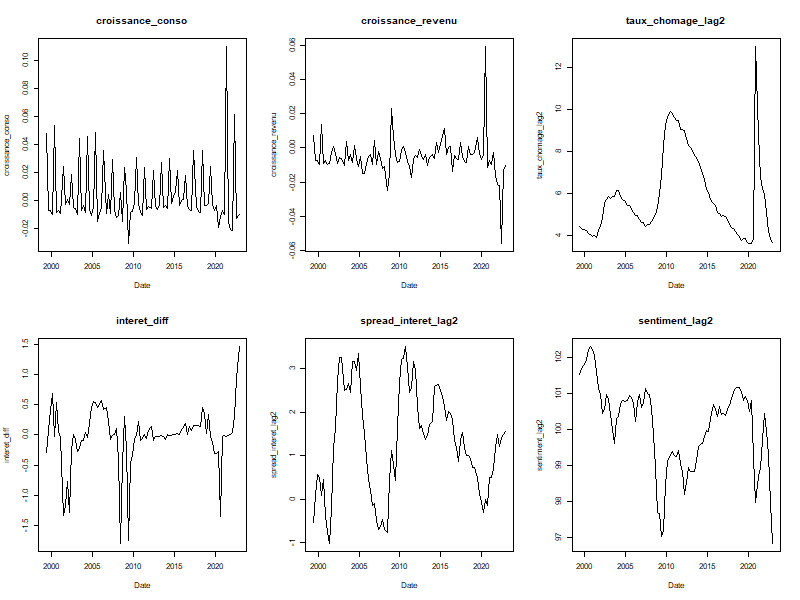 croissance_conso
croissance_conso
0.10
0.08
0.06
0.04
0.02
0.00
-0.02
2000 2005 2010 2015 2020
Date
croissance_revenu
croissance_revenu
0.06
0.04
0.02
0.00
-0.02
-0.04
-0.06
2000 2005 2010 2015 2020
Date
taux_chomage_lag2
taux_chomage_lag2
12
10
8
6
4
2000 2005 2010 2015 2020
Date
interet_diff
interet_diff
1.5
1.0
0.5
0.0
-0.5
-1.0
-1.5
2000 2005 2010 2015 2020
Date
spread_interet_lag2
spread_interet_lag2
3
2
1
0
-1
2000 2005 2010 2015 2020
Date
sentiment_lag2
sentiment_lag2
102
101
100
99
98
97
2000 2005 2010 2015 2020
Date